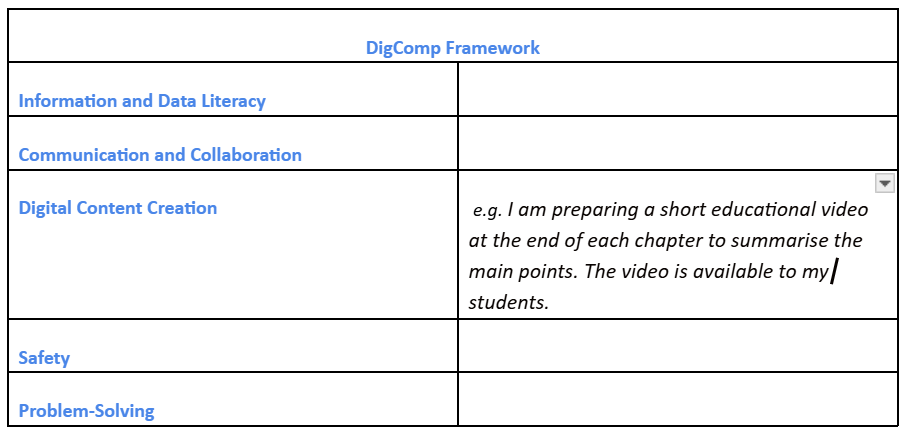 DigComp Framework
Information and Data Literacy
Communication and Collaboration
Digital Content Creation
e.g. I am preparing a short educational video
at the end of each chapter to summarise the
main points. The video is available to my
students.
Safety
Problem-Solving